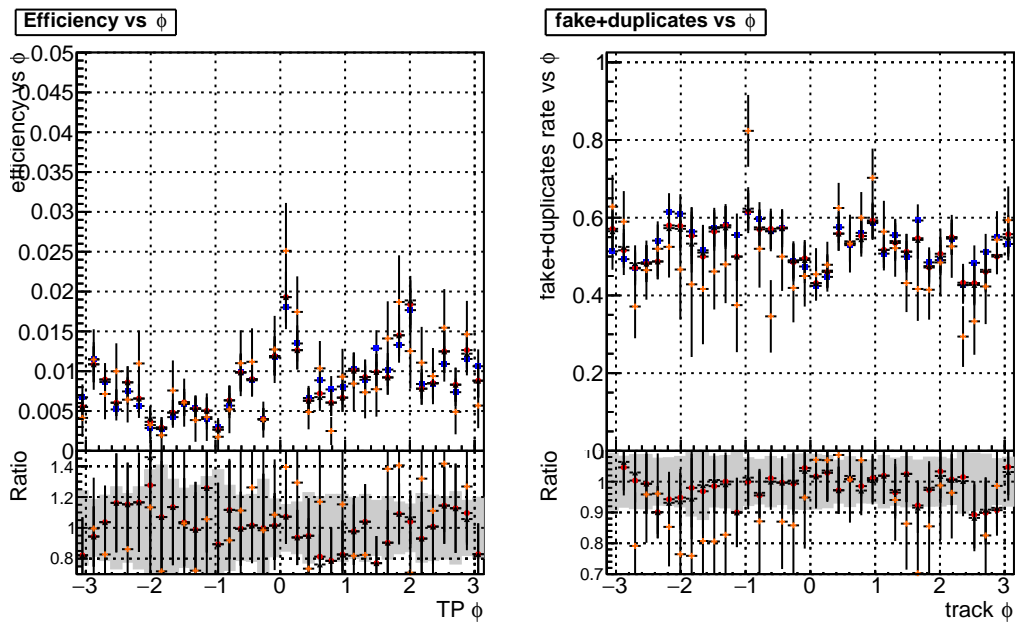 Efficiency vs ϕ
efficiency vs ϕ
0.05
0.045
0.04
0.035
0.03
0.025
0.02
0.015
0.01
0.005
0
Ratio
1.4
1.2
1.0
0.8
−3 −2 −1 0 1 2 3
TP ϕ
fake+duplicates vs ϕ
fake+duplicates rate vs ϕ
1
0.8
0.6
0.4
0.2
0
Ratio
1.0
0.9
0.8
0.7
−3 −2 −1 0 1 2 3
track ϕ